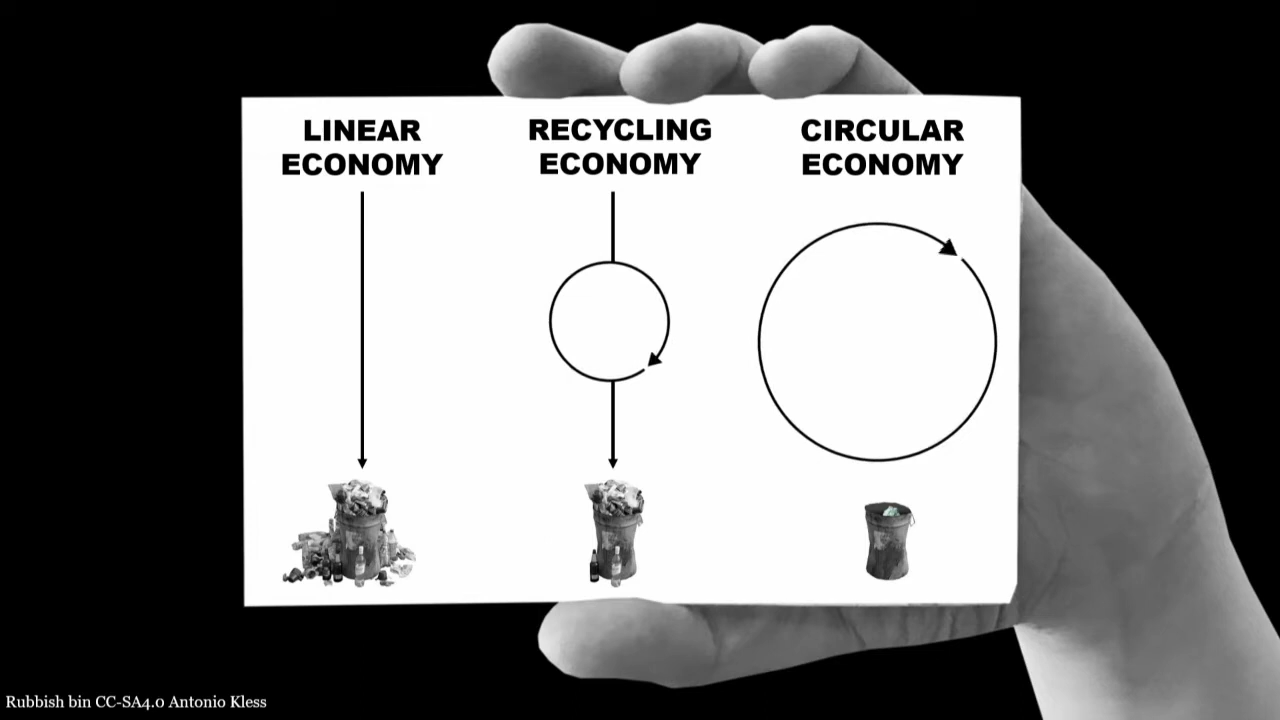 LINEAR
ECONOMY
RECYCLING
ECONOMY
CIRCULAR
ECONOMY
Rubbish bin CC-SA4.0 Antonio Kless